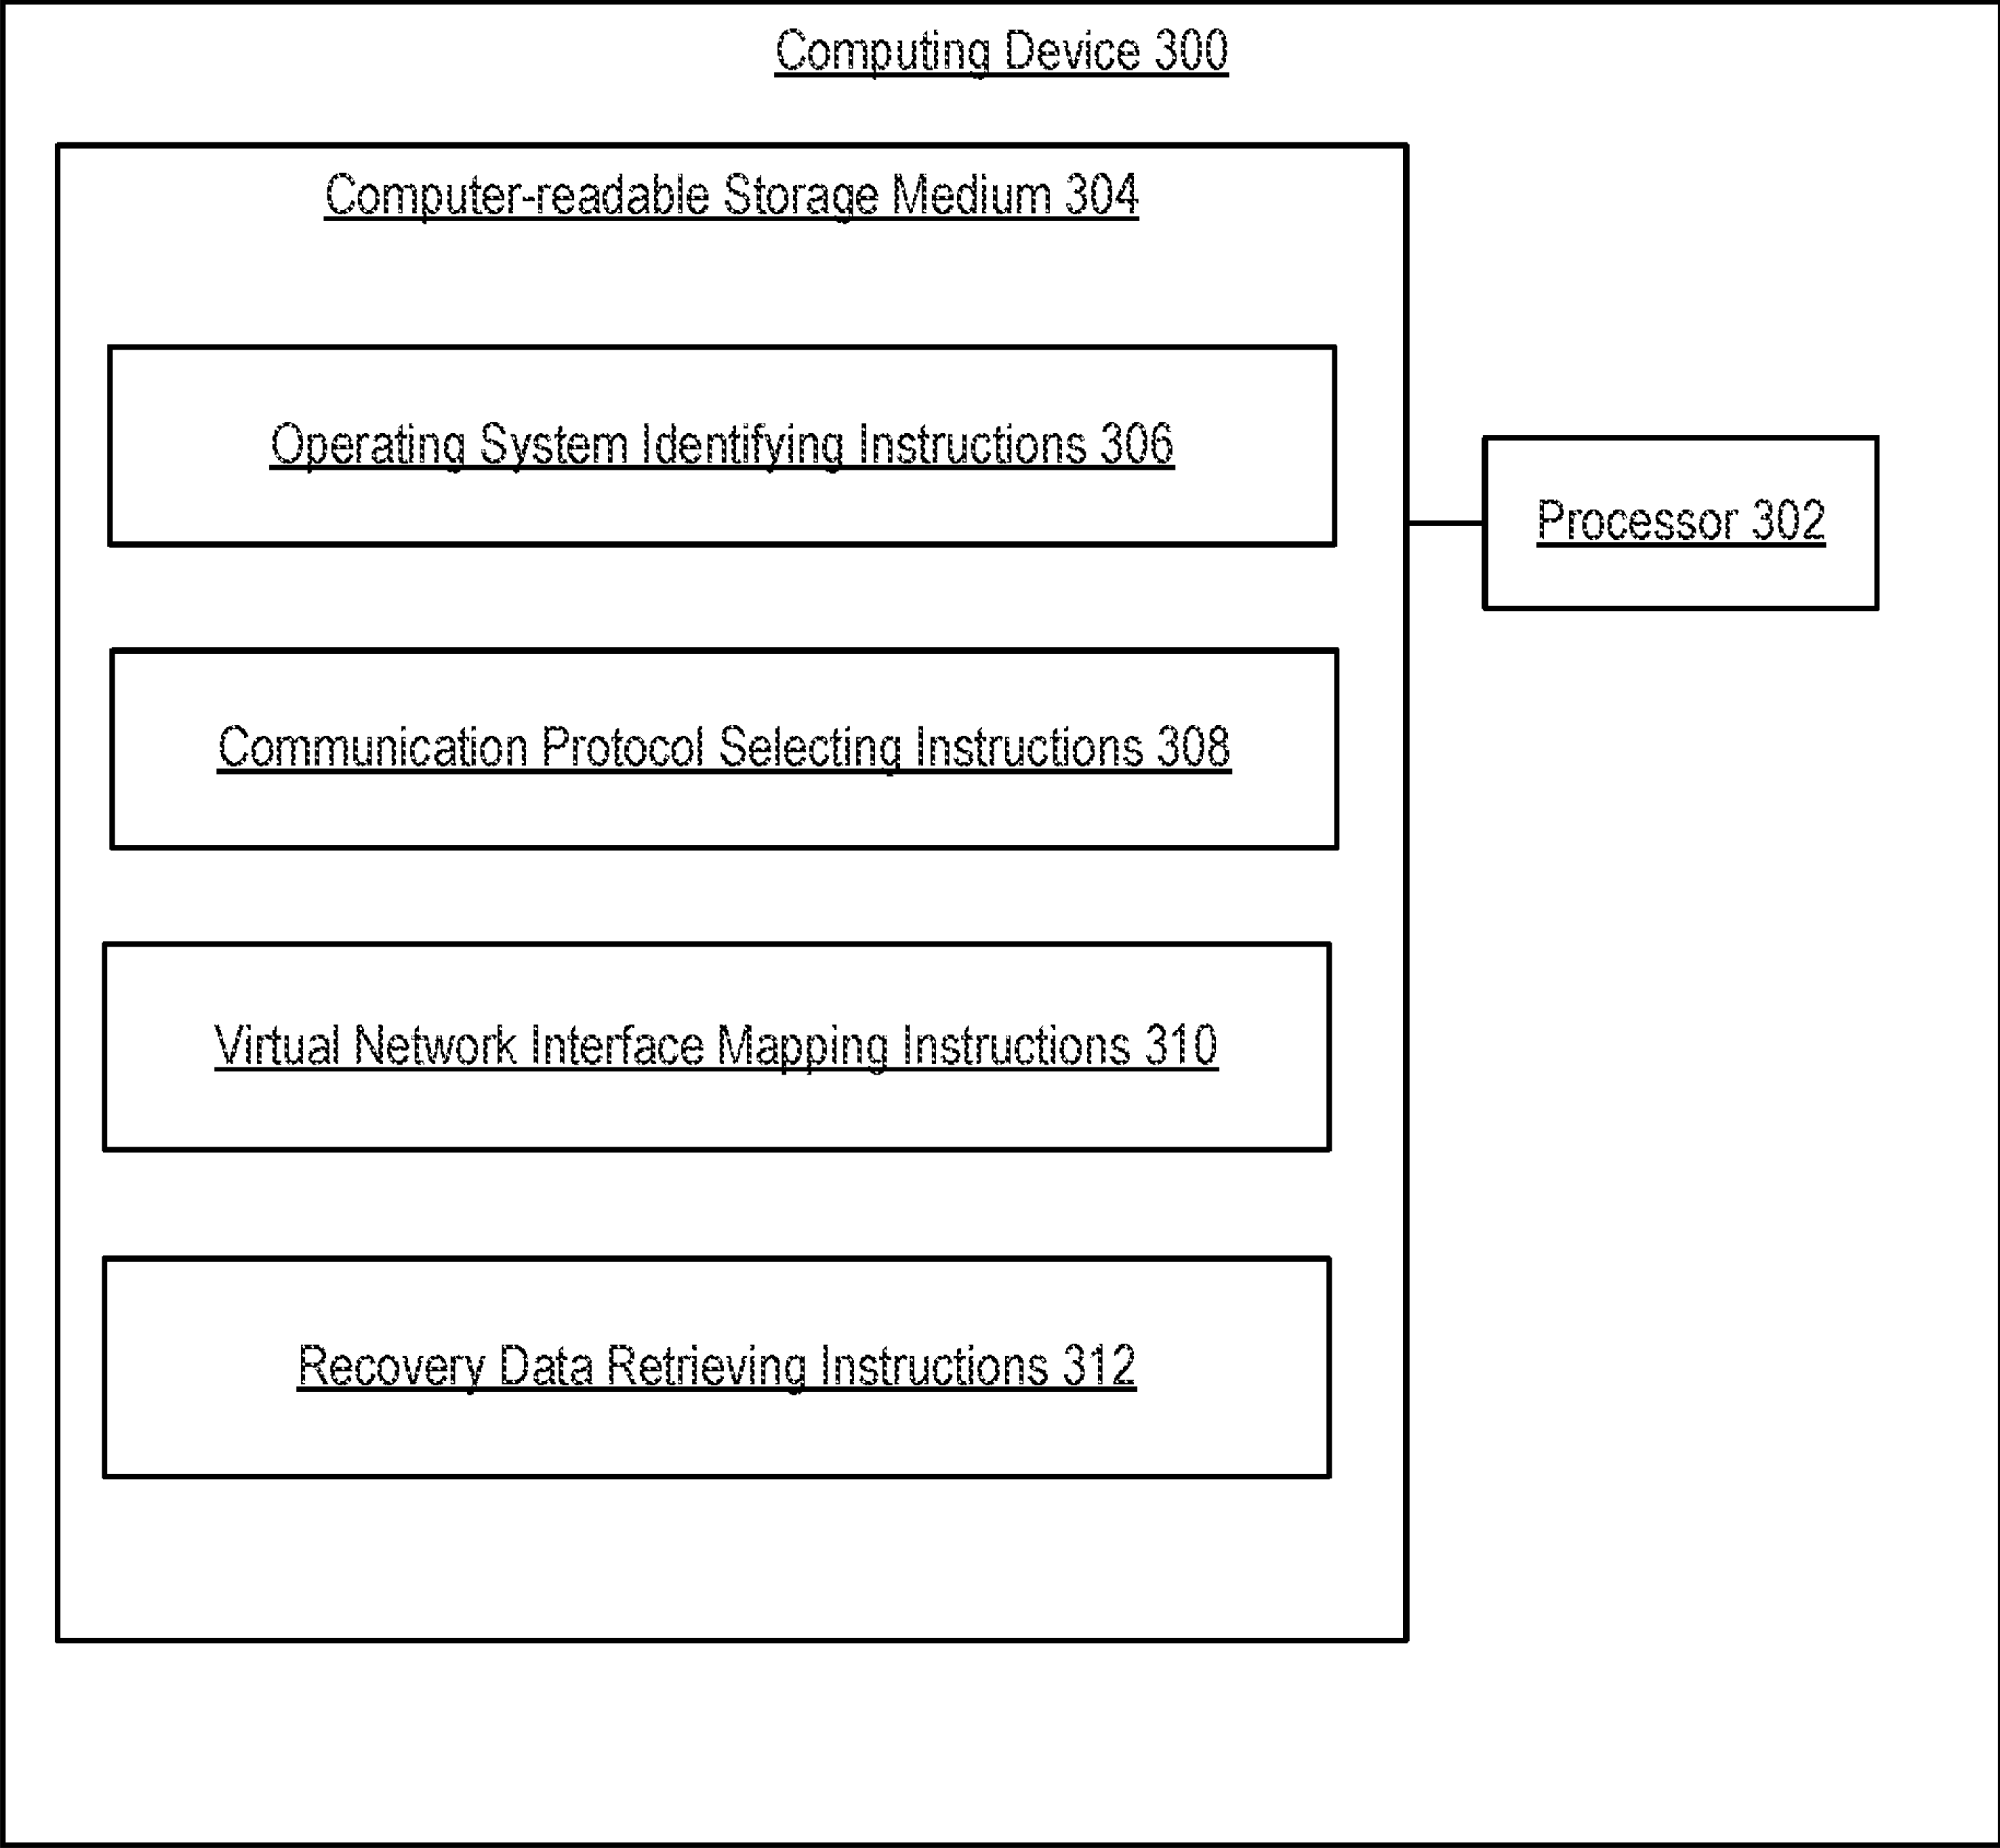 Computing Device 300
Computer-readable Storage Medium 304
Operating System Identifying Instructions 306
Processor 302
Communication Protocol Selecting Instructions 308
Virtual Network Interface Mapping Instructions 310
Recovery Data Retrieving Instructions 312